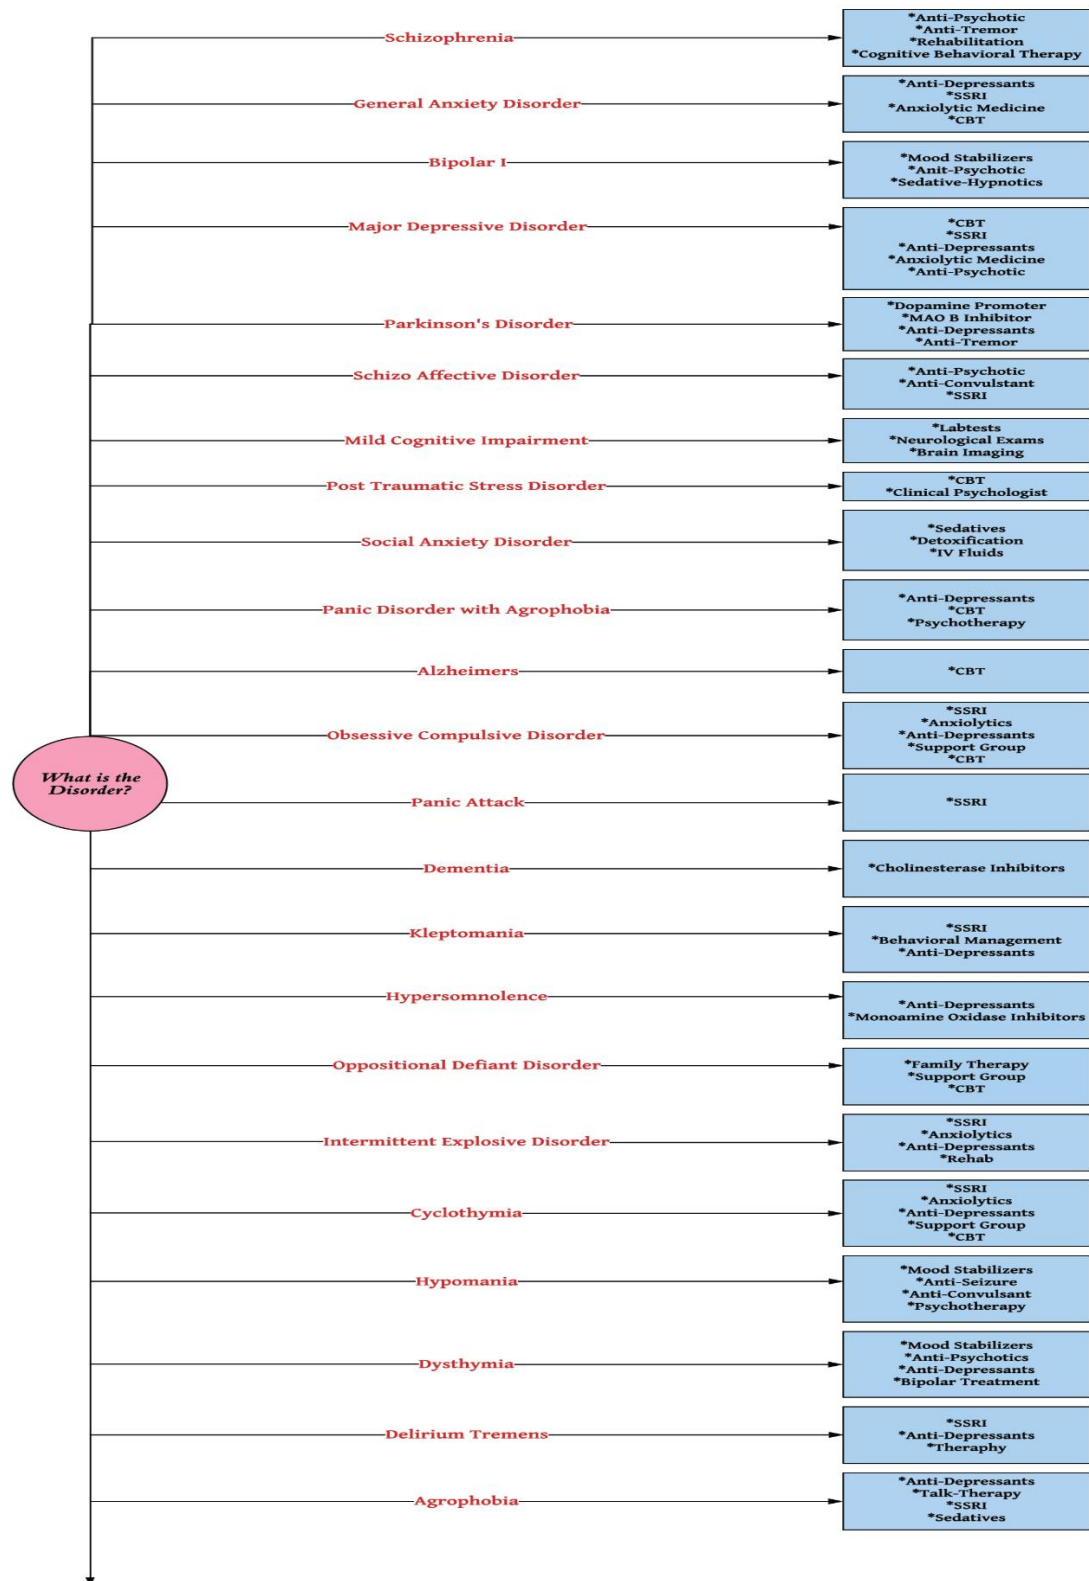 Schizophrenia
*Anti-Psychotic
*Anti-Tremor
*Rehabilitation
*Cognitive Behavioral Therapy
General Anxiety Disorder
*Anti-Depressants
*SSRI
*Anxiolytic Medicine
*CBT
Bipolar I
*Mood Stabilizers
*Anit-Psychotic
*Sedative-Hypnotics
Major Depressive Disorder
*CBT
*SSRI
*Anti-Depressants
*Anxiolytic Medicine
*Anti-Psychotic
Parkinson's Disorder
*Dopamine Promoter
*MAO B Inhibitor
*Anti-Depressants
*Anti-Tremor
Schizo Affective Disorder
*Anti-Psychotic
*Anti-Convulstant
*SSRI
Mild Cognitive Impairment
*Labtests
*Neurological Exams
*Brain Imaging
Post Traumatic Stress Disorder
*CBT
*Clinical Psychologist
Social Anxiety Disorder
*Sedatives
*Detoxification
*IV Fluids
Panic Disorder with Agrophobia
*Anti-Depressants
*CBT
*Psychotherapy
Alzheimers
*CBT
Obsessive Compulsive Disorder
*SSRI
*Anxiolytics
*Anti-Depressants
*Support Group
*CBT
What is the
Disorder?
Panic Attack
*SSRI
Dementia
*Cholinesterase Inhibitors
Kleptomania
*SSRI
*Behavioral Management
*Anti-Depressants
Hypersomnolence
*Anti-Depressants
*Monoamine Oxidase Inhibitors
Oppositional Defiant Disorder
*Family Therapy
*Support Group
*CBT
Intermittent Explosive Disorder
*SSRI
*Anxiolytics
*Anti-Depressants
*Rehab
Cyclothymia
*SSRI
*Anxiolytics
*Anti-Depressants
*Support Group
*CBT
Hypomania
*Mood Stabilizers
*Anti-Seizure
*Anti-Convulsant
*Psychotherapy
Dysthymia
*Mood Stabilizers
*Anti-Psychotics
*Anti-Depressants
*Bipolar Treatment
Delirium Tremens
*SSRI
*Anti-Depressants
*Theraphy
Agrophobia
*Anti-Depressants
*Talk-Therapy
*SSRI
*Sedatives